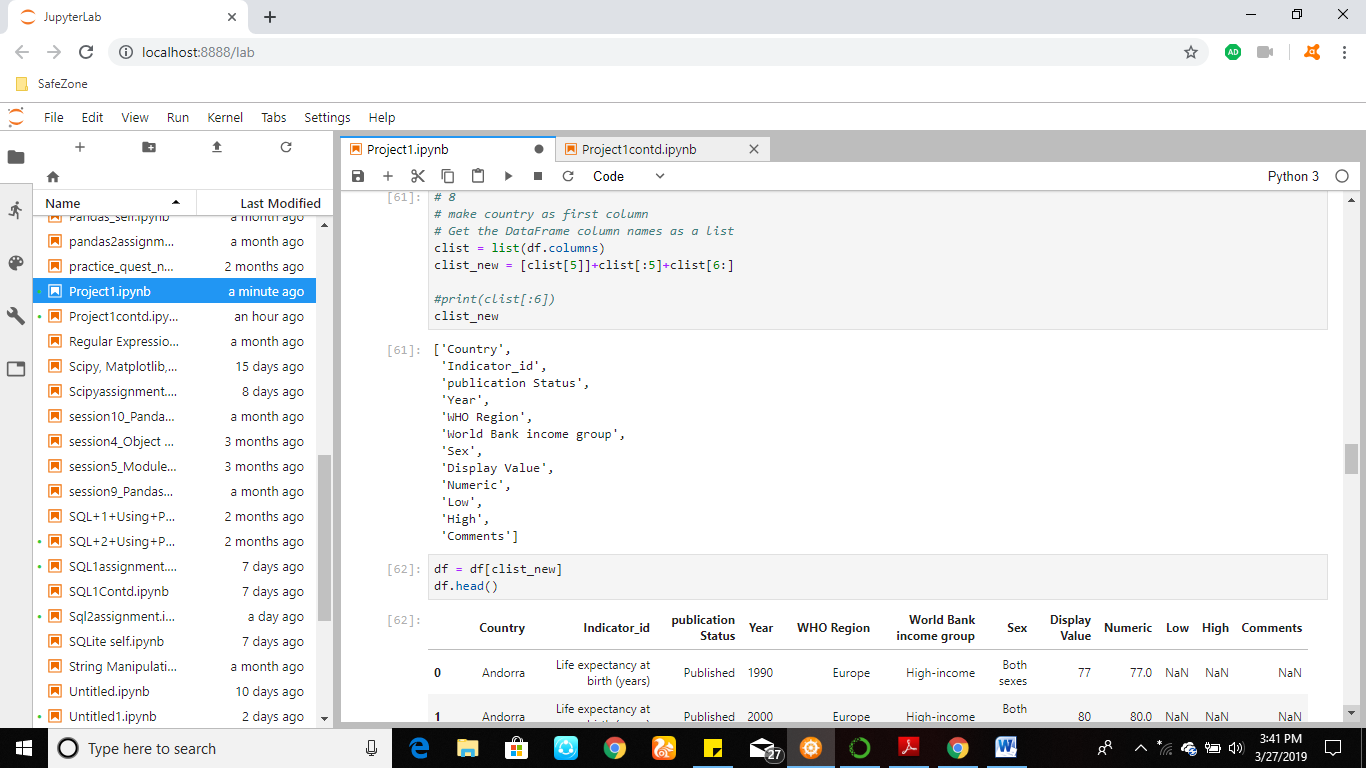 JupyterLab
localhost:8888/lab
AD
SafeZone
File Edit View Run Kernel Tabs Settings Help
Name Last Modified
Pandas_self.ipynb a month ago
pandas2assignm... a month ago
practice_quest_n... 2 months ago
Project1.ipynb a minute ago
Project1contd.ipy... an hour ago
Regular Expressio... a month ago
Scipy, Matplotlib,... 15 days ago
Scipyassignment.... 8 days ago
session10_Panda... a month ago
session4_Object ... 3 months ago
session5_Module... 3 months ago
session9_Pandas... a month ago
SQL+1+Using+P... 2 months ago
SQL+2+Using+P... 2 months ago
SQL1assignment.... 7 days ago
SQL1Contd.ipynb 7 days ago
Sql2assignment.i... a day ago
SQLite self.ipynb 7 days ago
String Manipulati... a month ago
Untitled.ipynb 10 days ago
Untitled1.ipynb 2 days ago
Project1.ipynb Project1contd.ipynb
Code Python 3
[61]: # 8
# make country as first column
# Get the DataFrame column names as a list
clist = list(df.columns)
clist_new = [clist[5]]+clist[:5]+clist[6:]
#print(clist[:6])
clist_new
[61]: ['Country',
'Indicator_id',
'publication Status',
'Year',
'WHO Region',
'World Bank income group',
'Sex',
'Display Value',
'Numeric',
'Low',
'High',
'Comments']
[62]: df = df[clist_new]
df.head()
[62]:
Country Indicator_id publication Status Year WHO Region World Bank income group Sex Display Value Numeric Low High Comments
0 Andorra Life expectancy at birth (years) Published 1990 Europe High-income Both sexes 77 77.0 NaN NaN NaN
1 Andorra Life expectancy at birth (years) Published 2000 Europe High-income Both 80 80.0 NaN NaN NaN
Type here to search
27
3:41 PM
3/27/2019